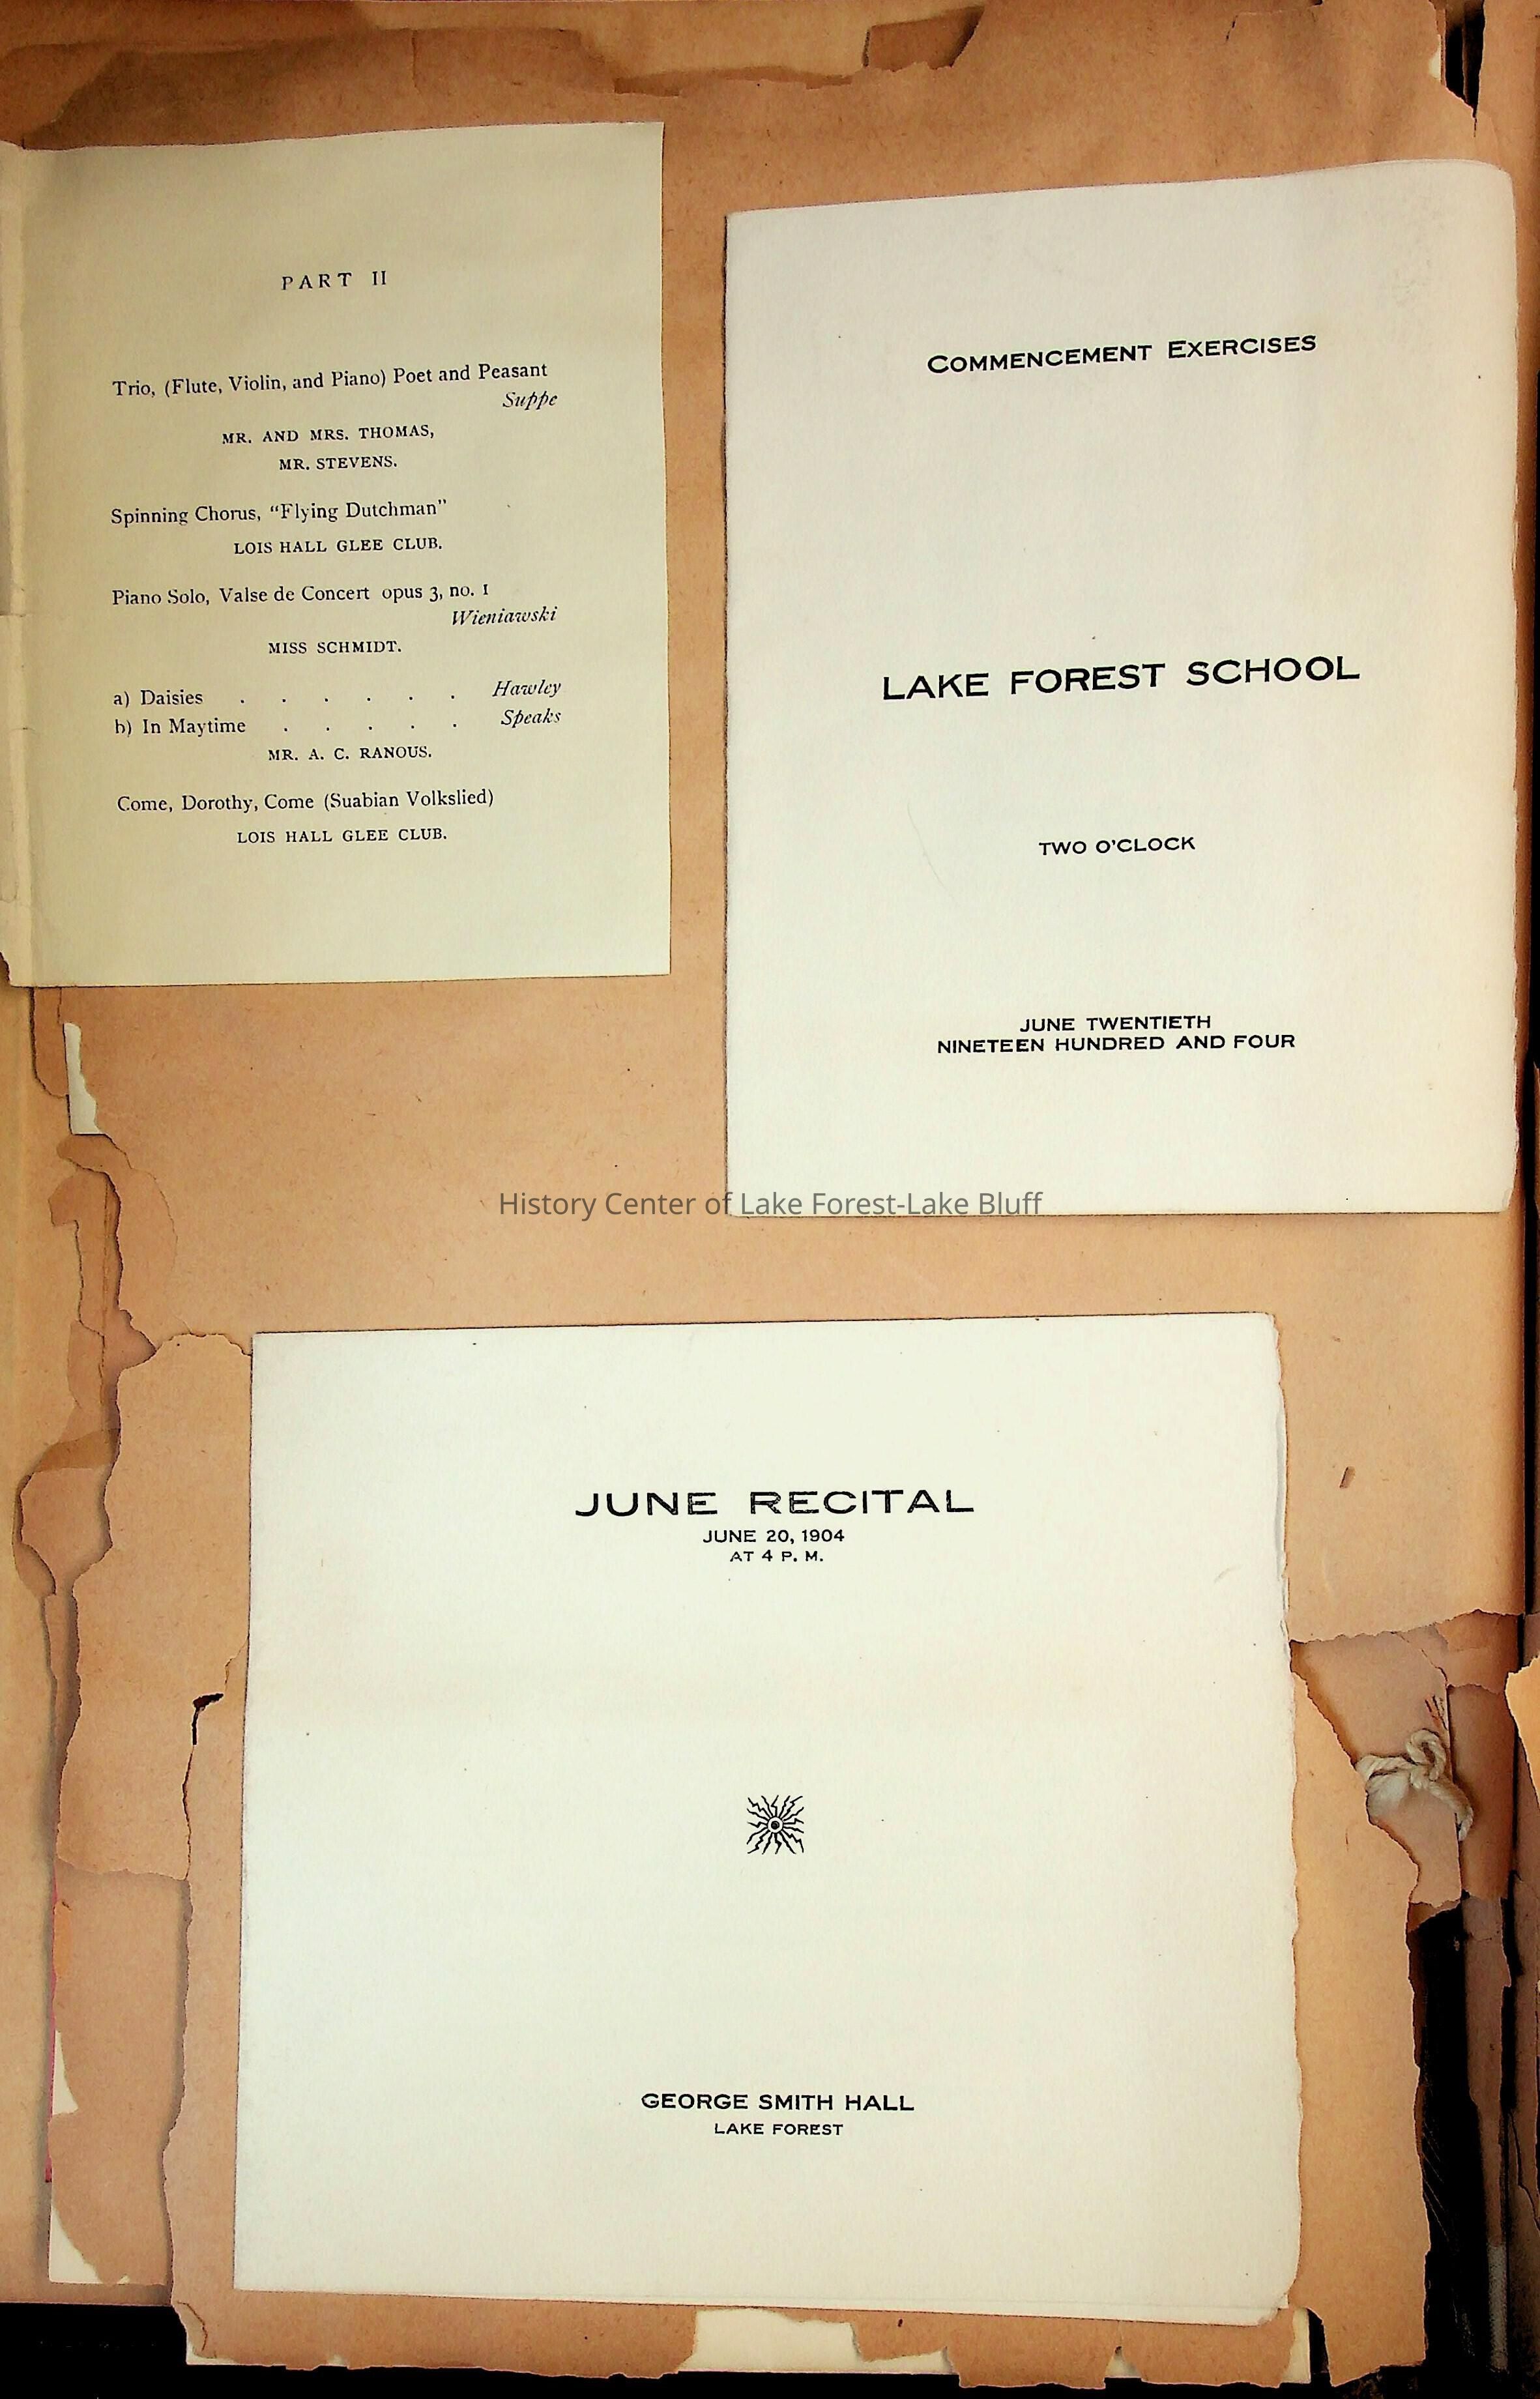 PART II
Trio, (Flute, Violin, and Piano) Poet and Peasant
Suppe
MR. AND MRS. THOMAS,
MR. STEVENS.
Spinning Chorus, “Flying Dutchman”
LOIS HALL GLEE CLUB.
Piano Solo, Valse de Concert opus 3, no. 1
Wieniawski
MISS SCHMIDT.
a) Daisies . . . . . . Hawley
b) In Maytime . . . . . Speaks
MR. A. C. RANOUS.
Come, Dorothy, Come (Suabian Volkslied)
LOIS HALL GLEE CLUB.
COMMENCEMENT EXERCISES
LAKE FOREST SCHOOL
TWO O'CLOCK
JUNE TWENTIETH
NINETEEN HUNDRED AND FOUR
History Center of Lake Forest-Lake Bluff
JUNE RECITAL
JUNE 20, 1904
AT 4 P. M.
GEORGE SMITH HALL
LAKE FOREST